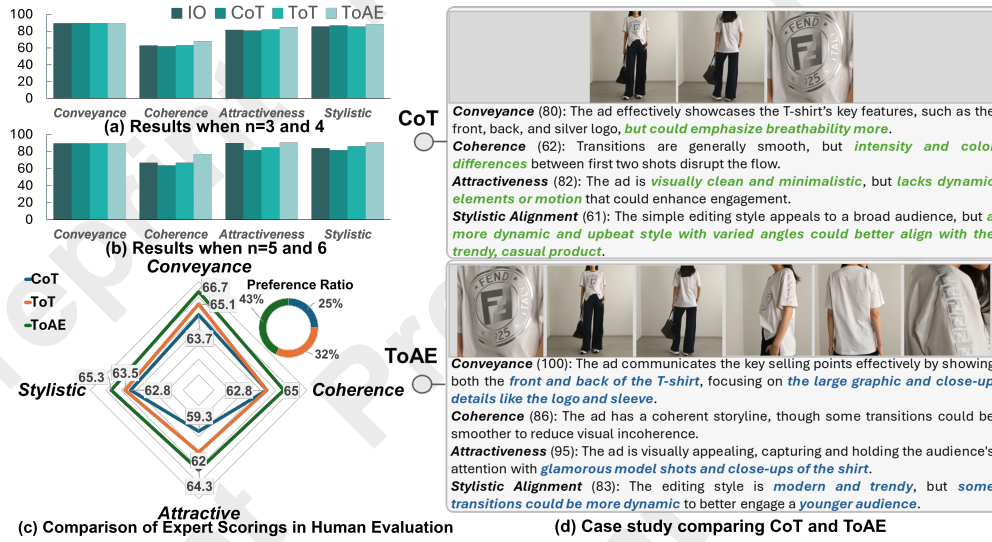 IO CoT ToT ToAE
100
80
60
40
20
0
Conveyance Coherence Attractiveness Stylistic
(a) Results when n=3 and 4
100
80
60
40
20
0
Conveyance Coherence Attractiveness Stylistic
(b) Results when n=5 and 6
Conveyance
CoT
ToT
ToAE
66.7
65.1
63.7
Preference Ratio
43%
25%
32%
Stylistic
65.3
63.5
62.8
62.8
65
Coherence
59.3
62
64.3
Attractive
(c) Comparison of Expert Scorings in Human Evaluation
CoT
Conveyance (80): The ad effectively showcases the T-shirt's key features, such as the
front, back, and silver logo, but could emphasize breathability more.
Coherence (62): Transitions are generally smooth, but intensity and color
differences between first two shots disrupt the flow.
Attractiveness (82): The ad is visually clean and minimalistic, but lacks dynamic
elements or motion that could enhance engagement.
Stylistic Alignment (61): The simple editing style appeals to a broad audience, but a
more dynamic and upbeat style with varied angles could better align with the
trendy, casual product.
ToAE
Conveyance (100): The ad communicates the key selling points effectively by showing
both the front and back of the T-shirt, focusing on the large graphic and close-up
details like the logo and sleeve.
Coherence (86): The ad has a coherent storyline, though some transitions could be
smoother to reduce visual incoherence.
Attractiveness (95): The ad is visually appealing, capturing and holding the audience's
attention with glamorous model shots and close-ups of the shirt.
Stylistic Alignment (83): The editing style is modern and trendy, but some
transitions could be more dynamic to better engage a younger audience.
(d) Case study comparing CoT and ToAE